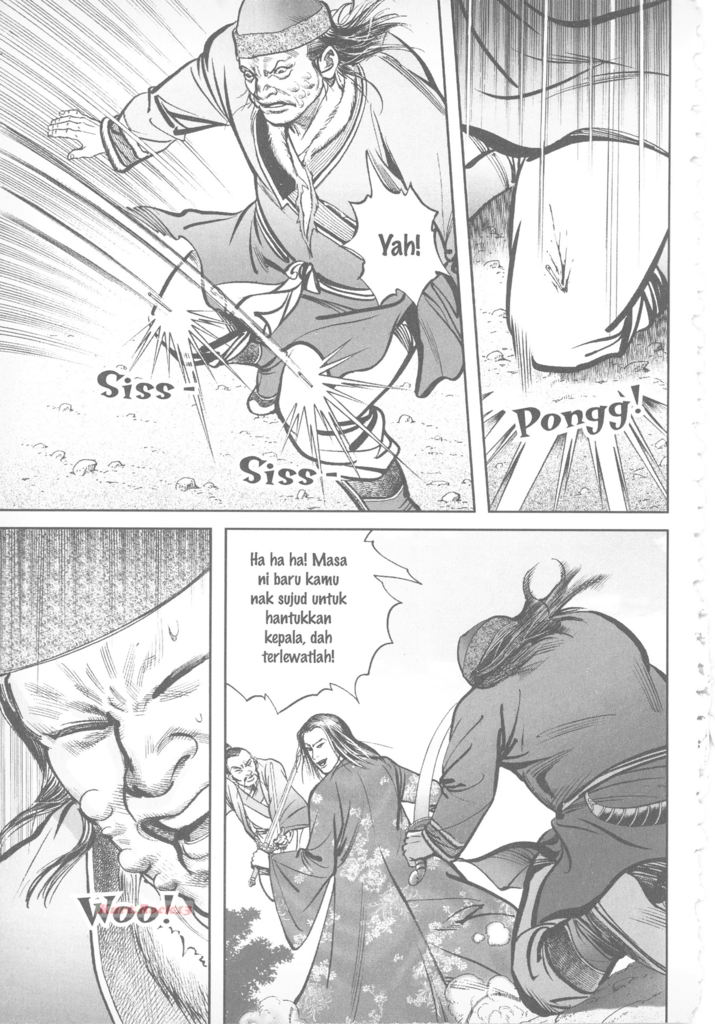 Yah!
Siss -
Siss -
Pongg!
Woo!
Ha ha ha! Masa
ni baru kamu
nak sujud untuk
hantukkan
kepala, dah
terlewatlah!